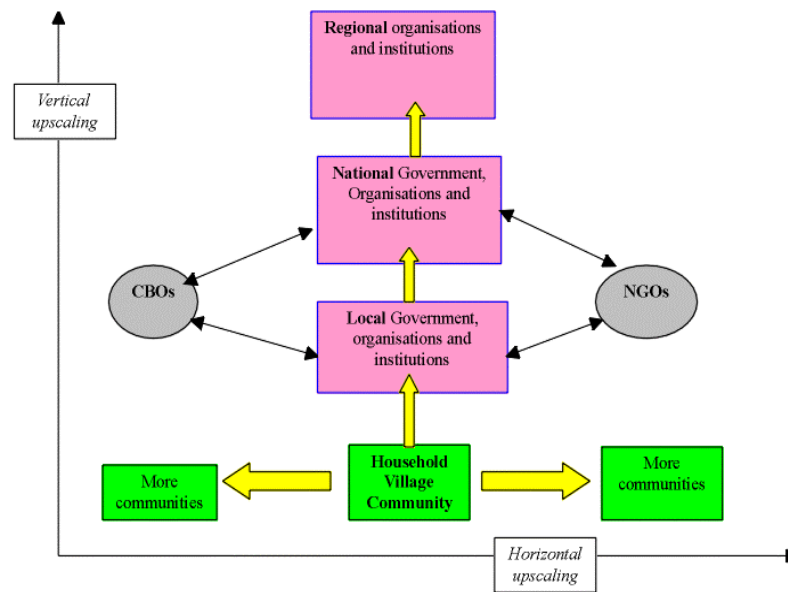 Regional organisations
and institutions
Vertical
upscaling
National Government,
Organisations and
institutions
CBOs
NGOs
Local Government,
organisations and
institutions
More
communities
Household
Village
Community
More
communities
Horizontal
upscaling